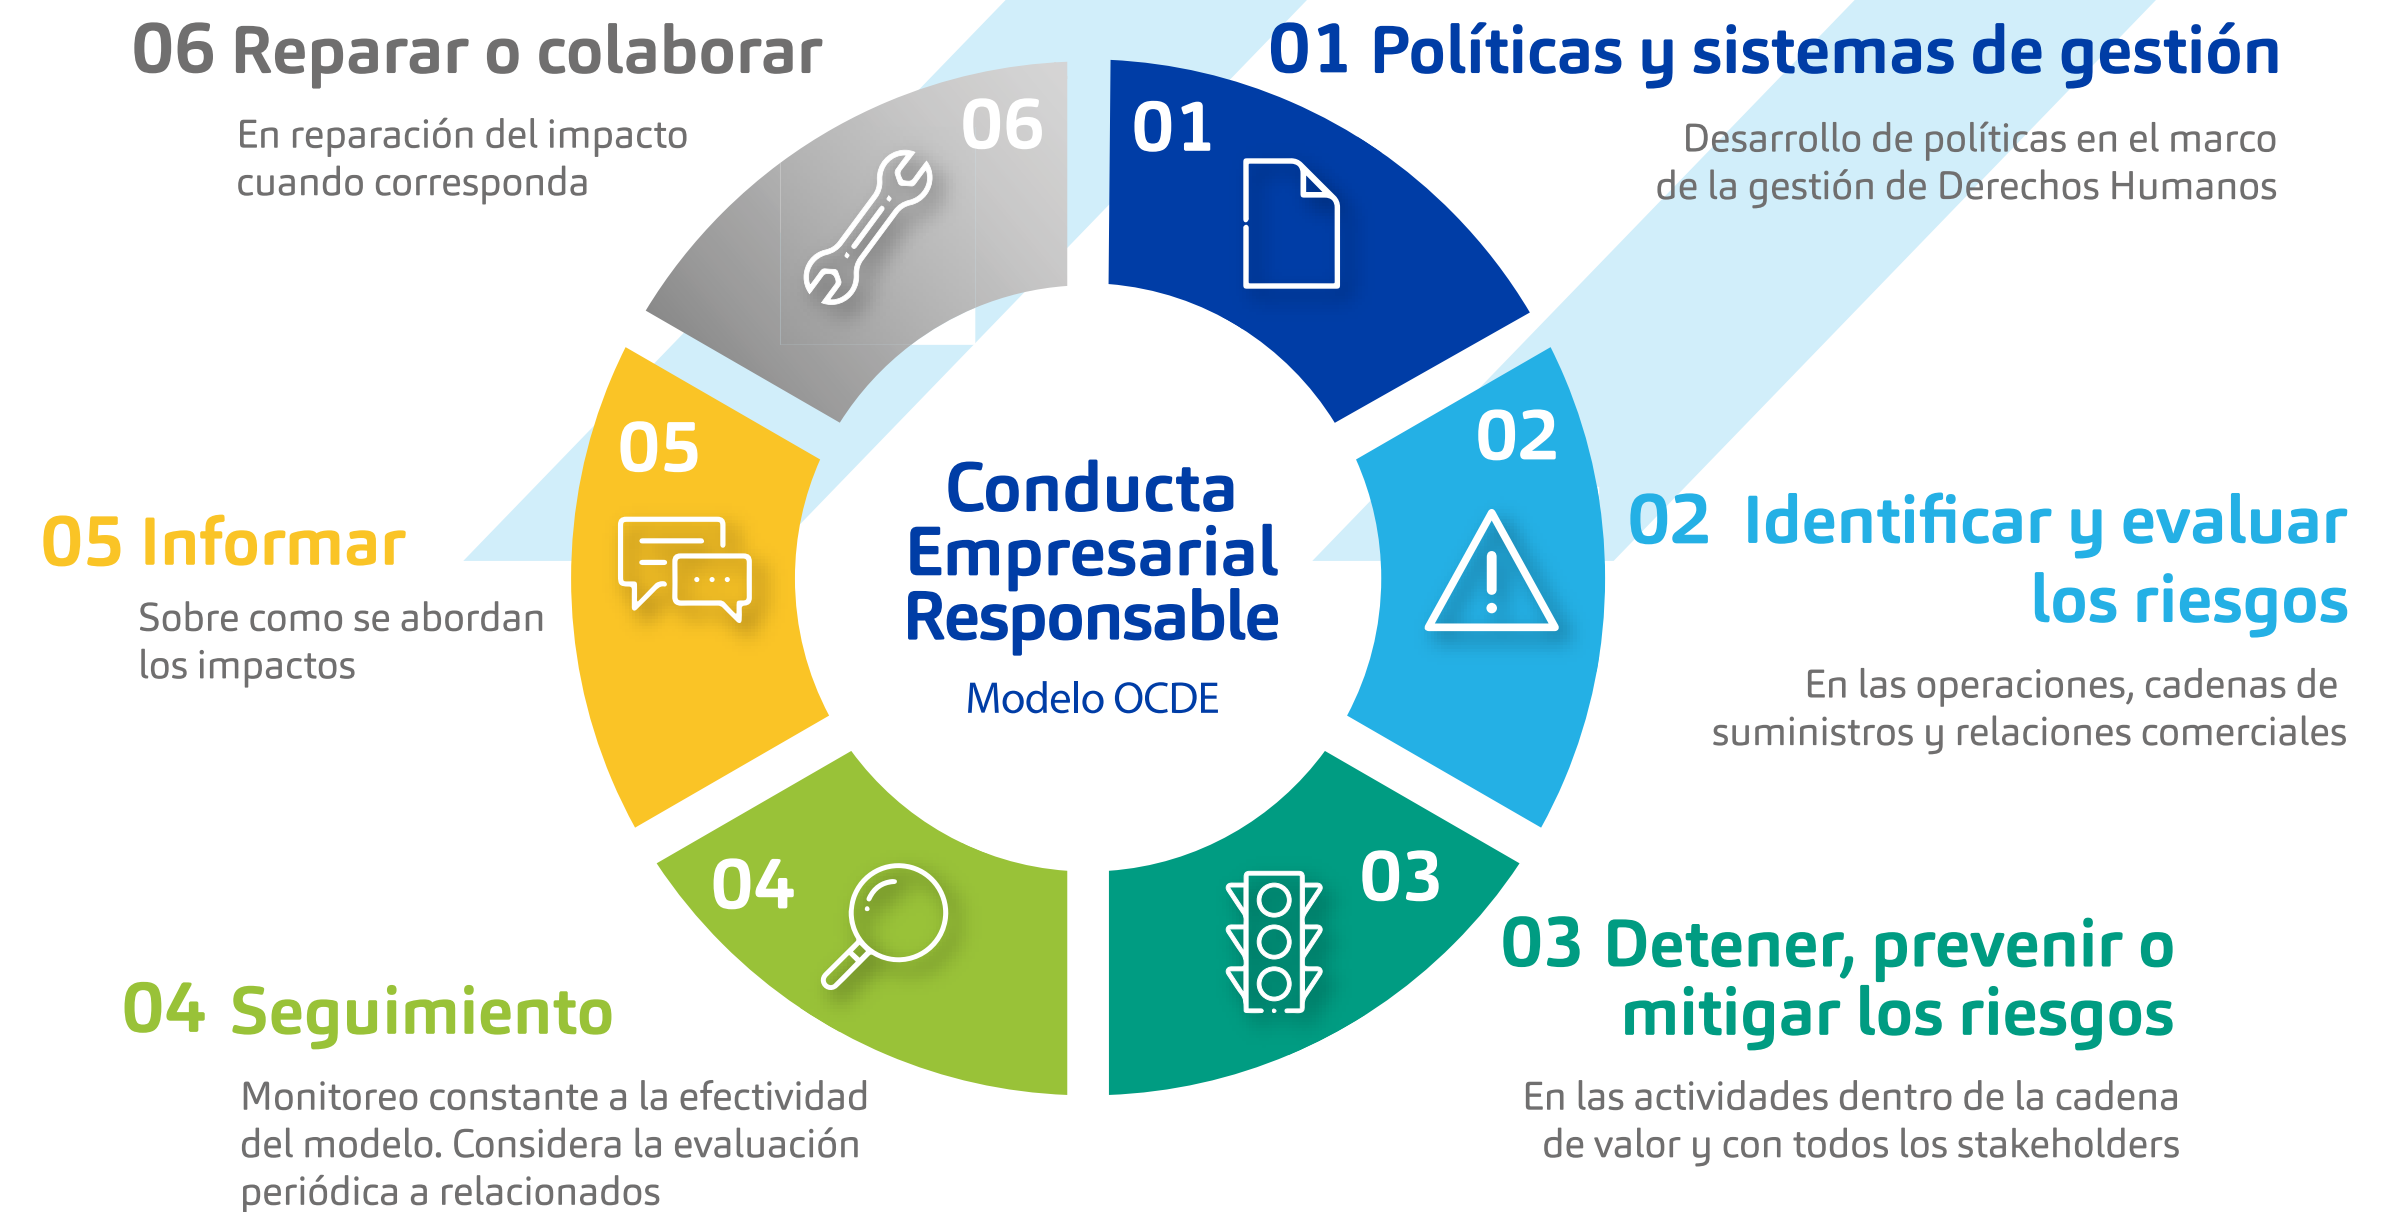 01 Políticas y sistemas de gestión
Desarrollo de políticas en el marco
de la gestión de Derechos Humanos
02 Identificar y evaluar
los riesgos
En las operaciones, cadenas de
suministros y relaciones comerciales
03 Detener, prevenir o
mitigar los riesgos
En las actividades dentro de la cadena
de valor y con todos los stakeholders
04 Seguimiento
Monitoreo constante a la efectividad
del modelo. Considera la evaluación
periódica a relacionados
05 Informar
Sobre como se abordan
los impactos
06 Reparar o colaborar
En reparación del impacto
cuando corresponda
01
02
03
04
05
06
Conducta
Empresarial
Responsable
Modelo OCDE